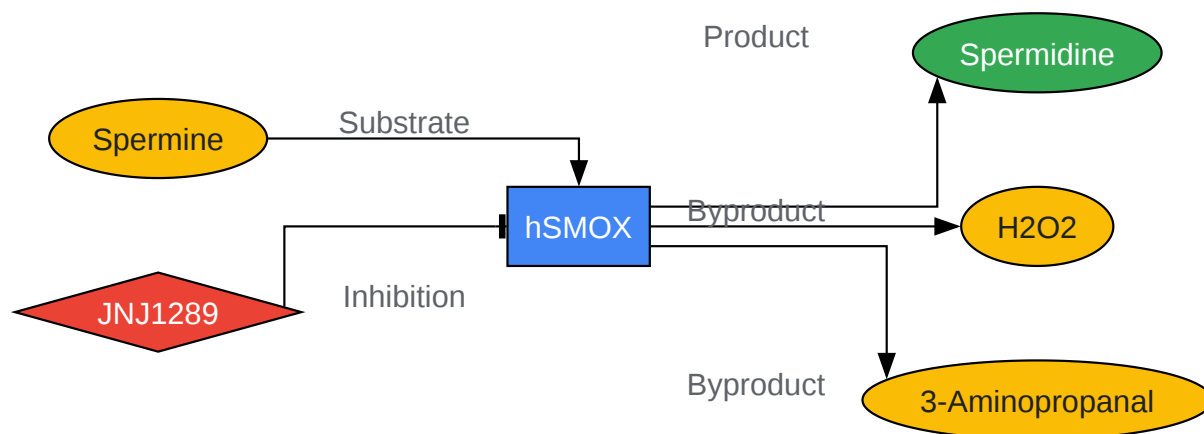 Product
Spermidine
Spermine
Substrate
Byproduct
hSMOX
H2O2
Inhibition
JNJ1289
Byproduct
3-Aminopropanal